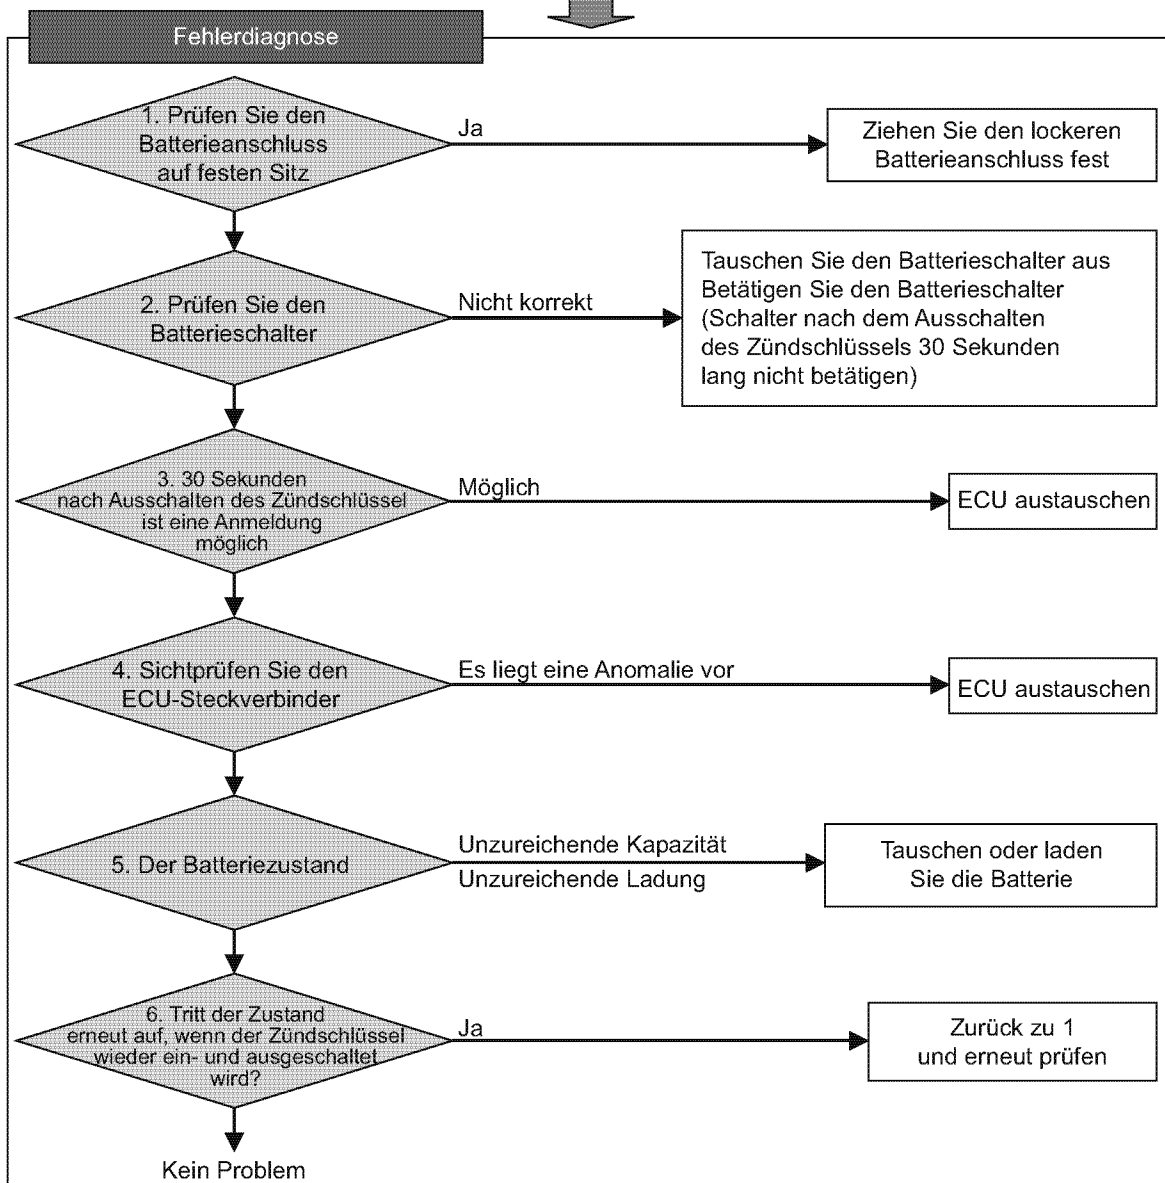 Fehlerdiagnose
1. Prüfen Sie den
Batterieanschluss
auf festen Sitz
Ja
Ziehen Sie den lockeren
Batterieanschluss fest
2. Prüfen Sie den
Batterieschalter
Nicht korrekt
Tauschen Sie den Batterieschalter aus
Betätigen Sie den Batterieschalter
(Schalter nach dem Ausschalten
des Zündschlüssels 30 Sekunden
lang nicht betätigen)
3. 30 Sekunden
nach Ausschalten des Zündschlüssel
ist eine Anmeldung
möglich
Möglich
ECU austauschen
4. Sichtprüfen Sie den
ECU-Steckverbinder
Es liegt eine Anomalie vor
ECU austauschen
5. Der Batteriezustand
Unzureichende Kapazität
Unzureichende Ladung
Tauschen oder laden
Sie die Batterie
6. Tritt der Zustand
erneut auf, wenn der Zündschlüssel
wieder ein- und ausgeschaltet
wird?
Ja
Zurück zu 1
und erneut prüfen
Kein Problem